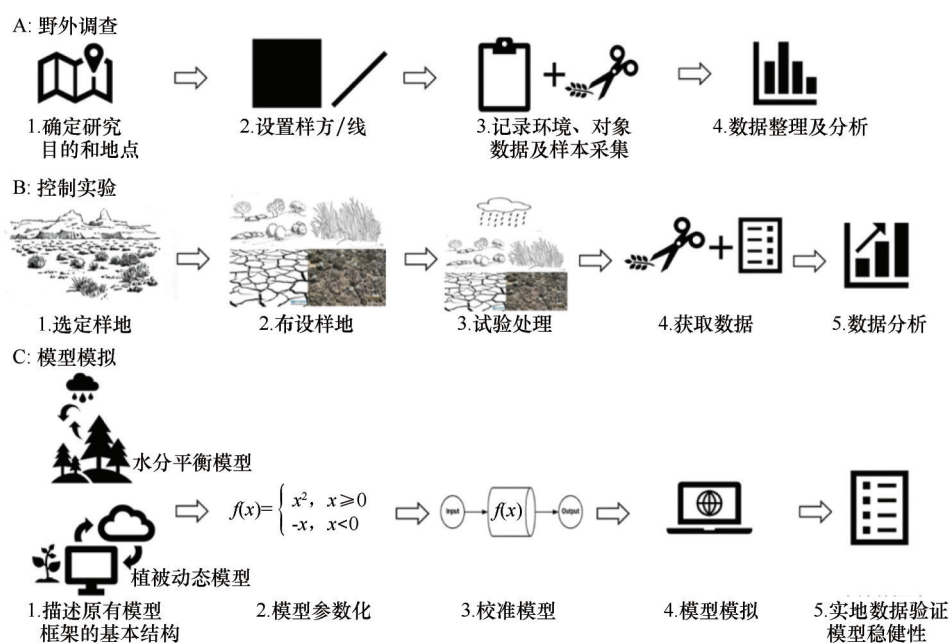 A: 野外调查
1.确定研究
目的和地点
2.设置样方/线
3.记录环境、对象
数据及样本采集
4.数据整理及分析
B: 控制实验
1.选定样地
2.布设样地
3.试验处理
4.获取数据
5.数据分析
C: 模型模拟
水分平衡模型
植被动态模型
f(x)= { x², x≥0
-x, x<0
Input
f(x)
Output
1.描述原有模型
框架的基本结构
2.模型参数化
3.校准模型
4.模型模拟
5.实地数据验证
模型稳健性